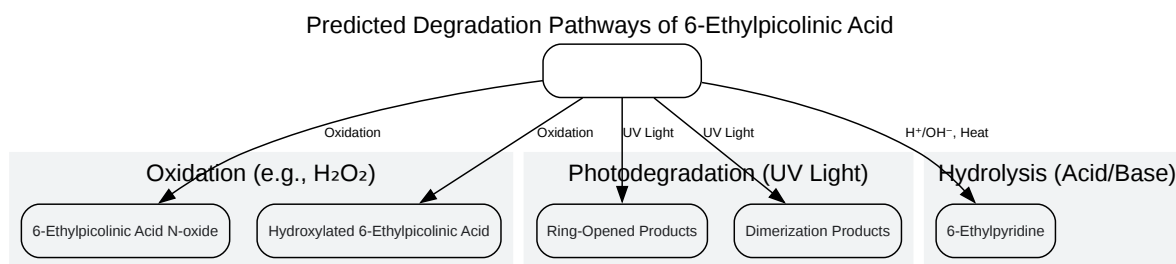 Predicted Degradation Pathways of 6-Ethylpicolinic Acid
Oxidation
Oxidation
UV Light
UV Light
H⁺/OH⁻, Heat
Oxidation (e.g., H₂O₂)
Photodegradation (UV Light)
Hydrolysis (Acid/Base)
6-Ethylpicolinic Acid N-oxide
Hydroxylated 6-Ethylpicolinic Acid
Ring-Opened Products
Dimerization Products
6-Ethylpyridine